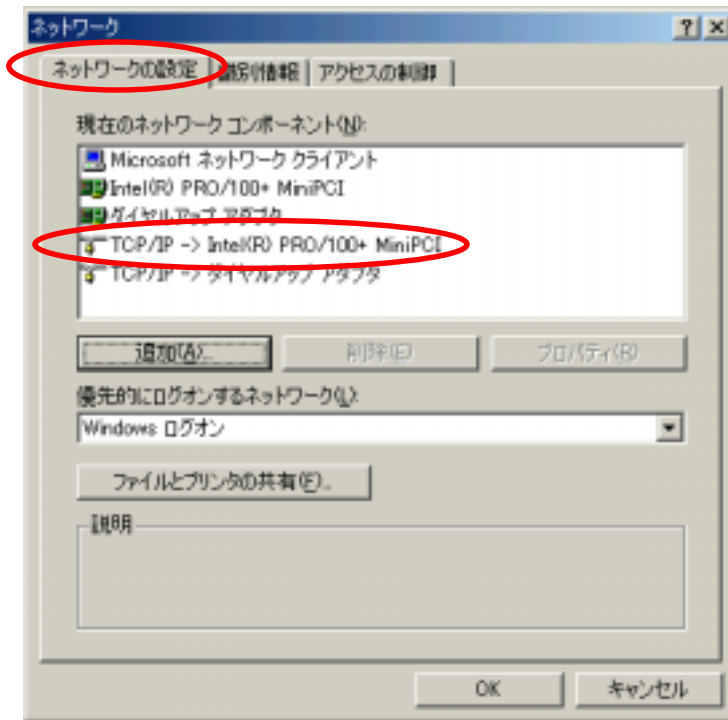 ネットワーク
ネットワークの設定 識別情報 アクセスの制御
現在のネットワーク コンポーネント(N):
Microsoft ネットワーク クライアント
Intel(R) PRO/100+ MiniPCI
ダイヤルアップ アダプタ
TCP/IP -> Intel(R) PRO/100+ MiniPCI
TCP/IP -> ダイヤルアップ アダプタ
追加(A)... 削除(E) プロパティ(R)
優先的にログオンするネットワーク(L):
Windows ログオン
ファイルとプリンタの共有(F)...
説明
OK キャンセル